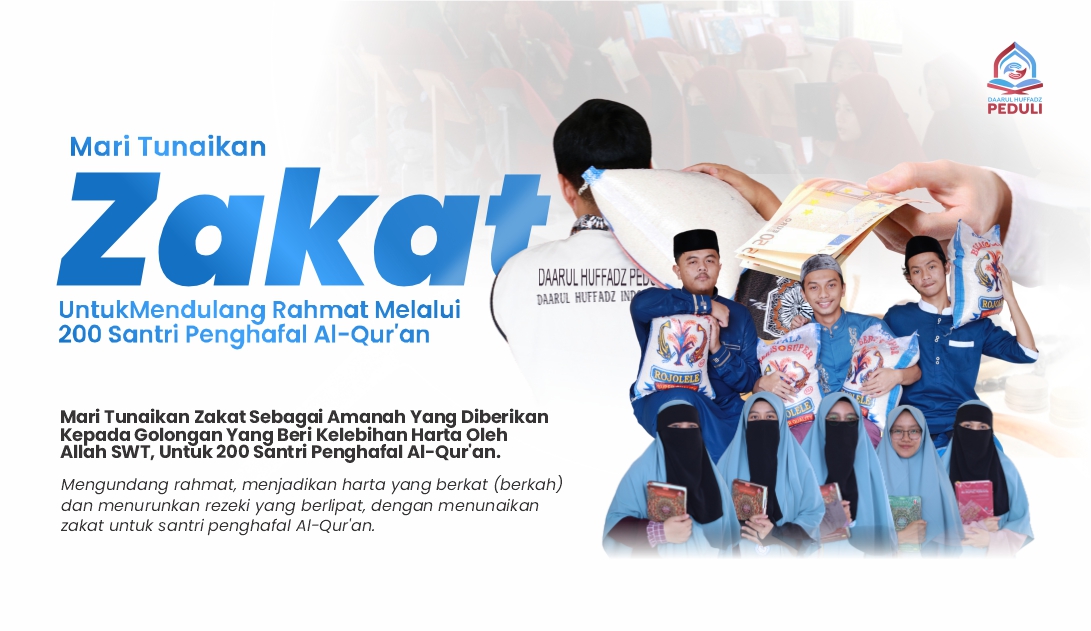 DAARUL HUFFADZ
PEDULI
Mari Tunaikan
Zakat
UntukMendulang Rahmat Melalui
200 Santri Penghafal Al-Qur'an
DAARUL HUFFADZ
DAARUL HUFFADZ
ROJOLELE
ROJOLELE
Mari Tunaikan Zakat Sebagai Amanah Yang Diberikan
Kepada Golongan Yang Beri Kelebihan Harta Oleh
Allah SWT, Untuk 200 Santri Penghafal Al-Qur'an.
Mengundang rahmat, menjadikan harta yang berkat (berkah)
dan menurunkan rezeki yang berlipat, dengan menunaikan
zakat untuk santri penghafal Al-Qur'an.